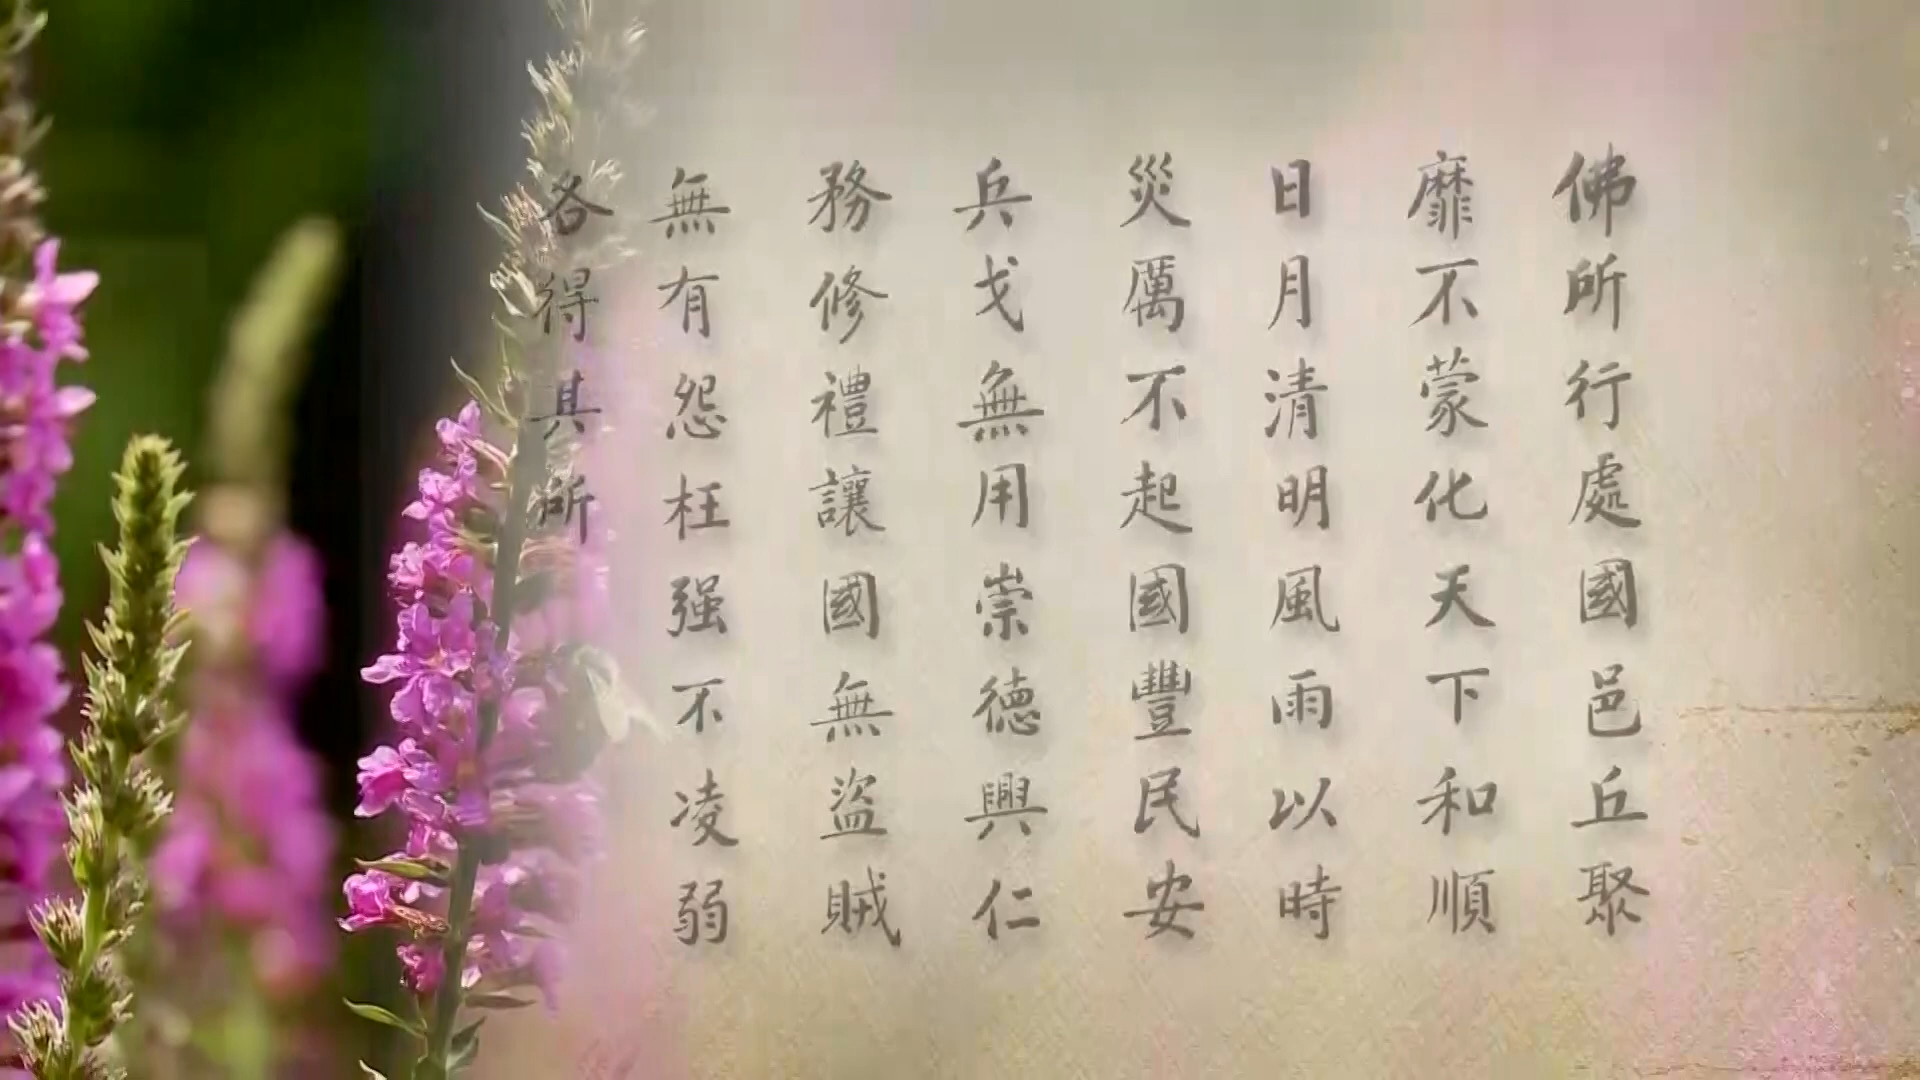 佛所行處國邑丘聚
靡不蒙化天下和順
日月清明風雨以時
災厲不起國豐民安
兵戈無用崇德興仁
務修禮讓國無盜賊
無有怨枉强不凌弱
各得其所